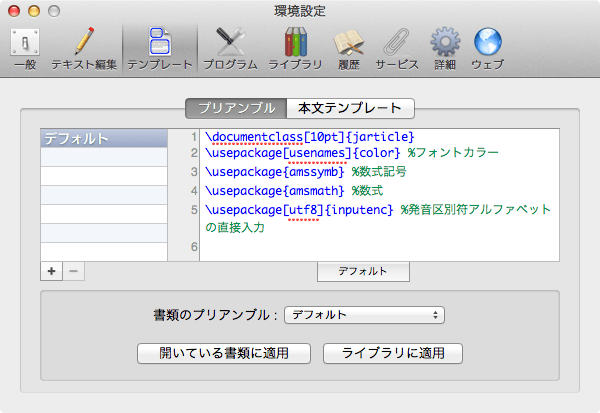 環境設定
一般 テキスト編集 テンプレート プログラム ライブラリ 履歴 サービス 詳細 ウェブ
プリアンブル 本文テンプレート
デフォルト
1 \documentclass[10pt]{jarticle}
2 \usepackage[usenames]{color} %フォントカラー
3 \usepackage{amssymb} %数式記号
4 \usepackage{amsmath} %数式
5 \usepackage[utf8]{inputenc} %発音区別符アルファベット
の直接入力
6
+ −
デフォルト
書類のプリアンブル : デフォルト
開いている書類に適用 ライブラリに適用